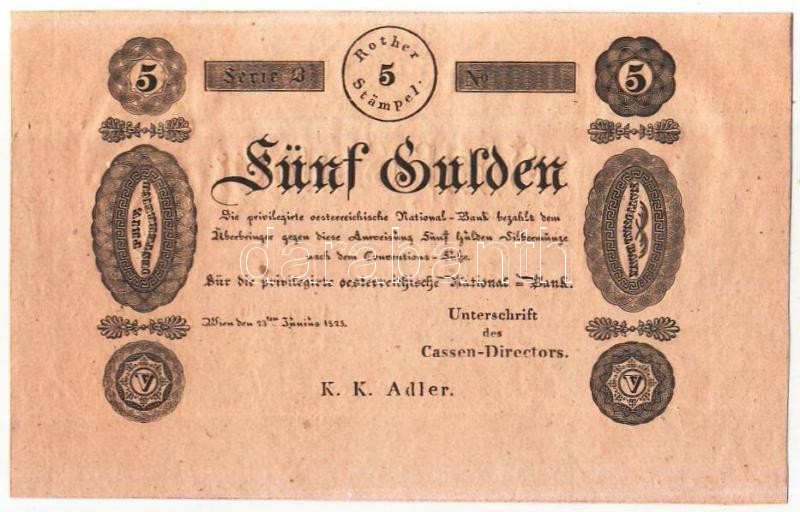 5
Serie B
Rother
5
Stämpel.
No
5
Fünf Gulden
Die privilegirte oesterreichische National-Bank bezahlt dem
Überbringer gegen diese Anweisung Fünf Gulden Silbermünze
nach dem Conventions-Fuße.
Für die privilegirte oesterreichische National-Bank
Wien den 23ten Junius 1825.
Unterschrift
des
Cassen-Directors.
K. K. Adler.
V
V
darabanth